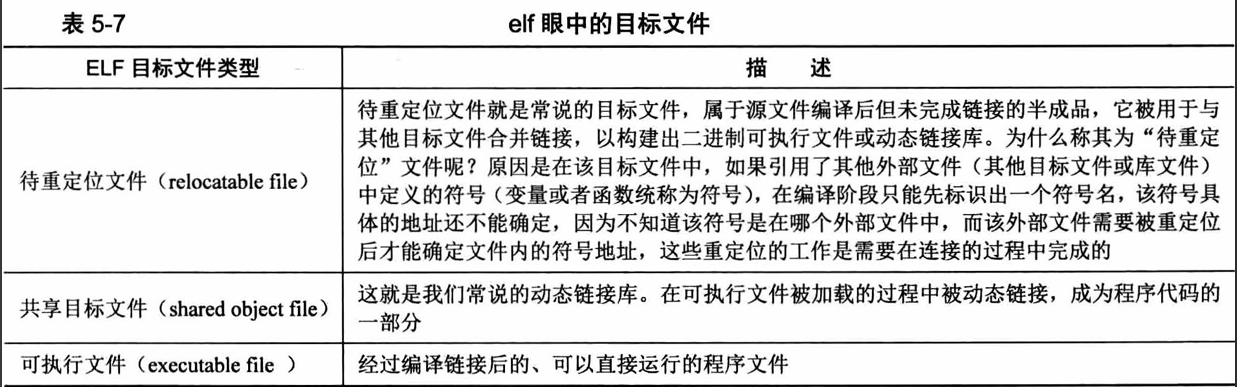 表 5-7 elf 眼中的目标文件
ELF 目标文件类型 描 述
待重定位文件（relocatable file）
待重定位文件就是常说的目标文件，属于源文件编译后但未完成链接的半成品，它被用于与
其他目标文件合并链接，以构建出二进制可执行文件或动态链接库。为什么称其为“待重定
位”文件呢？原因是在该目标文件中，如果引用了其他外部文件（其他目标文件或库文件）
中定义的符号（变量或者函数统称为符号），在编译阶段只能先标识出一个符号名，该符号具
体的地址还不能确定，因为不知道该符号是在哪个外部文件中，而该外部文件需要被重定位
后才能确定文件内的符号地址，这些重定位的工作是需要在连接的过程中完成的
共享目标文件（shared object file）
这就是我们常说的动态链接库。在可执行文件被加载的过程中被动态链接，成为程序代码的
一部分
可执行文件（executable file ）
经过编译链接后的、可以直接运行的程序文件